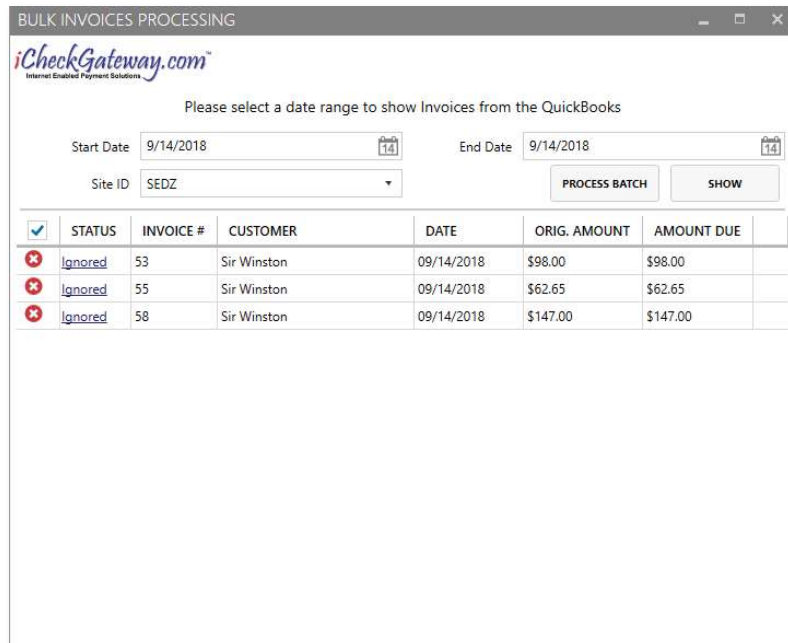 BULK INVOICES PROCESSING
iCheckGateway.com™
Internet Enabled Payment Solutions
Please select a date range to show Invoices from the QuickBooks
Start Date 9/14/2018 14 End Date 9/14/2018 14
Site ID SEDZ PROCESS BATCH SHOW
STATUS INVOICE # CUSTOMER DATE ORIG. AMOUNT AMOUNT DUE
Ignored 53 Sir Winston 09/14/2018 $98.00 $98.00
Ignored 55 Sir Winston 09/14/2018 $62.65 $62.65
Ignored 58 Sir Winston 09/14/2018 $147.00 $147.00